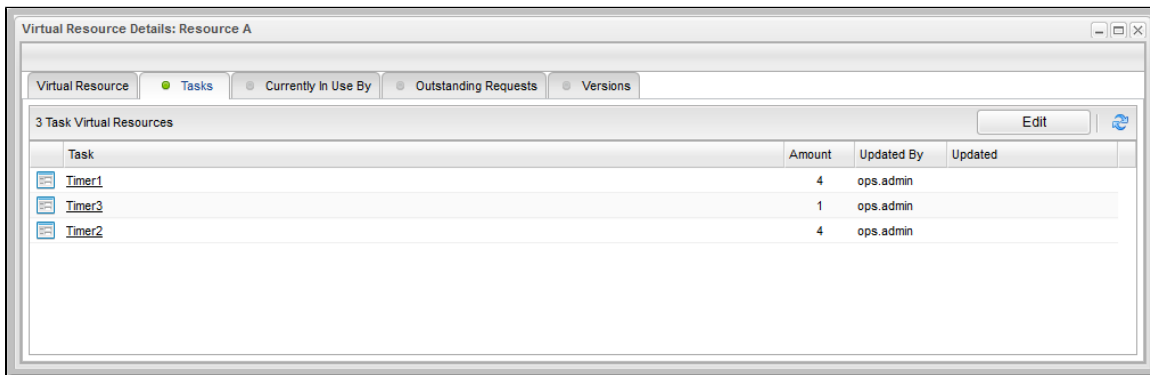 Virtual Resource Details: Resource A
Virtual Resource Tasks Currently In Use By Outstanding Requests Versions
3 Task Virtual Resources Edit
Task Amount Updated By Updated
Timer1 4 ops.admin
Timer3 1 ops.admin
Timer2 4 ops.admin